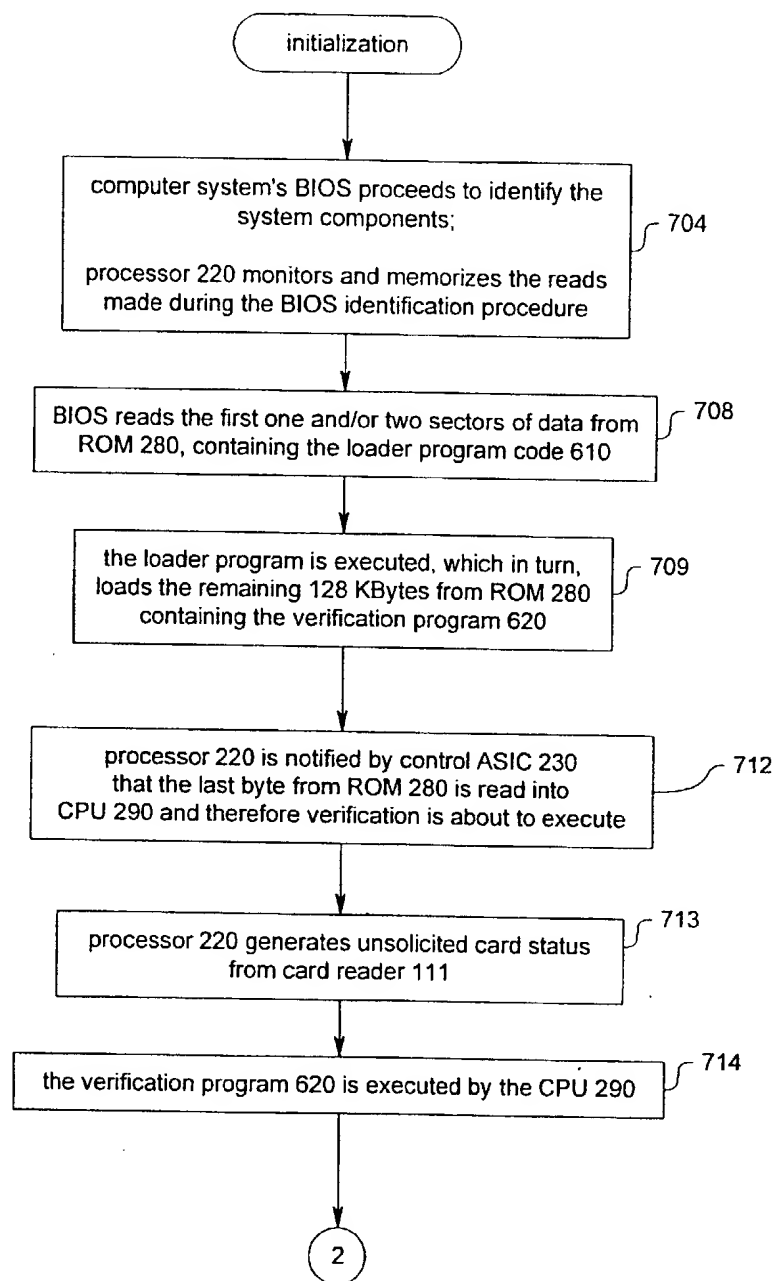 initialization
computer system's BIOS proceeds to identify the
system components;
704
processor 220 monitors and memorizes the reads
made during the BIOS identification procedure
708
BIOS reads the first one and/or two sectors of data from
ROM 280, containing the loader program code 610
709
the loader program is executed, which in turn,
loads the remaining 128 KBytes from ROM 280
containing the verification program 620
processor 220 is notified by control ASIC 230
that the last byte from ROM 280 is read into
712
CPU 290 and therefore verification is about to execute
713
processor 220 generates unsolicited card status
from card reader 111
714
the verification program 620 is executed by the CPU 290
2